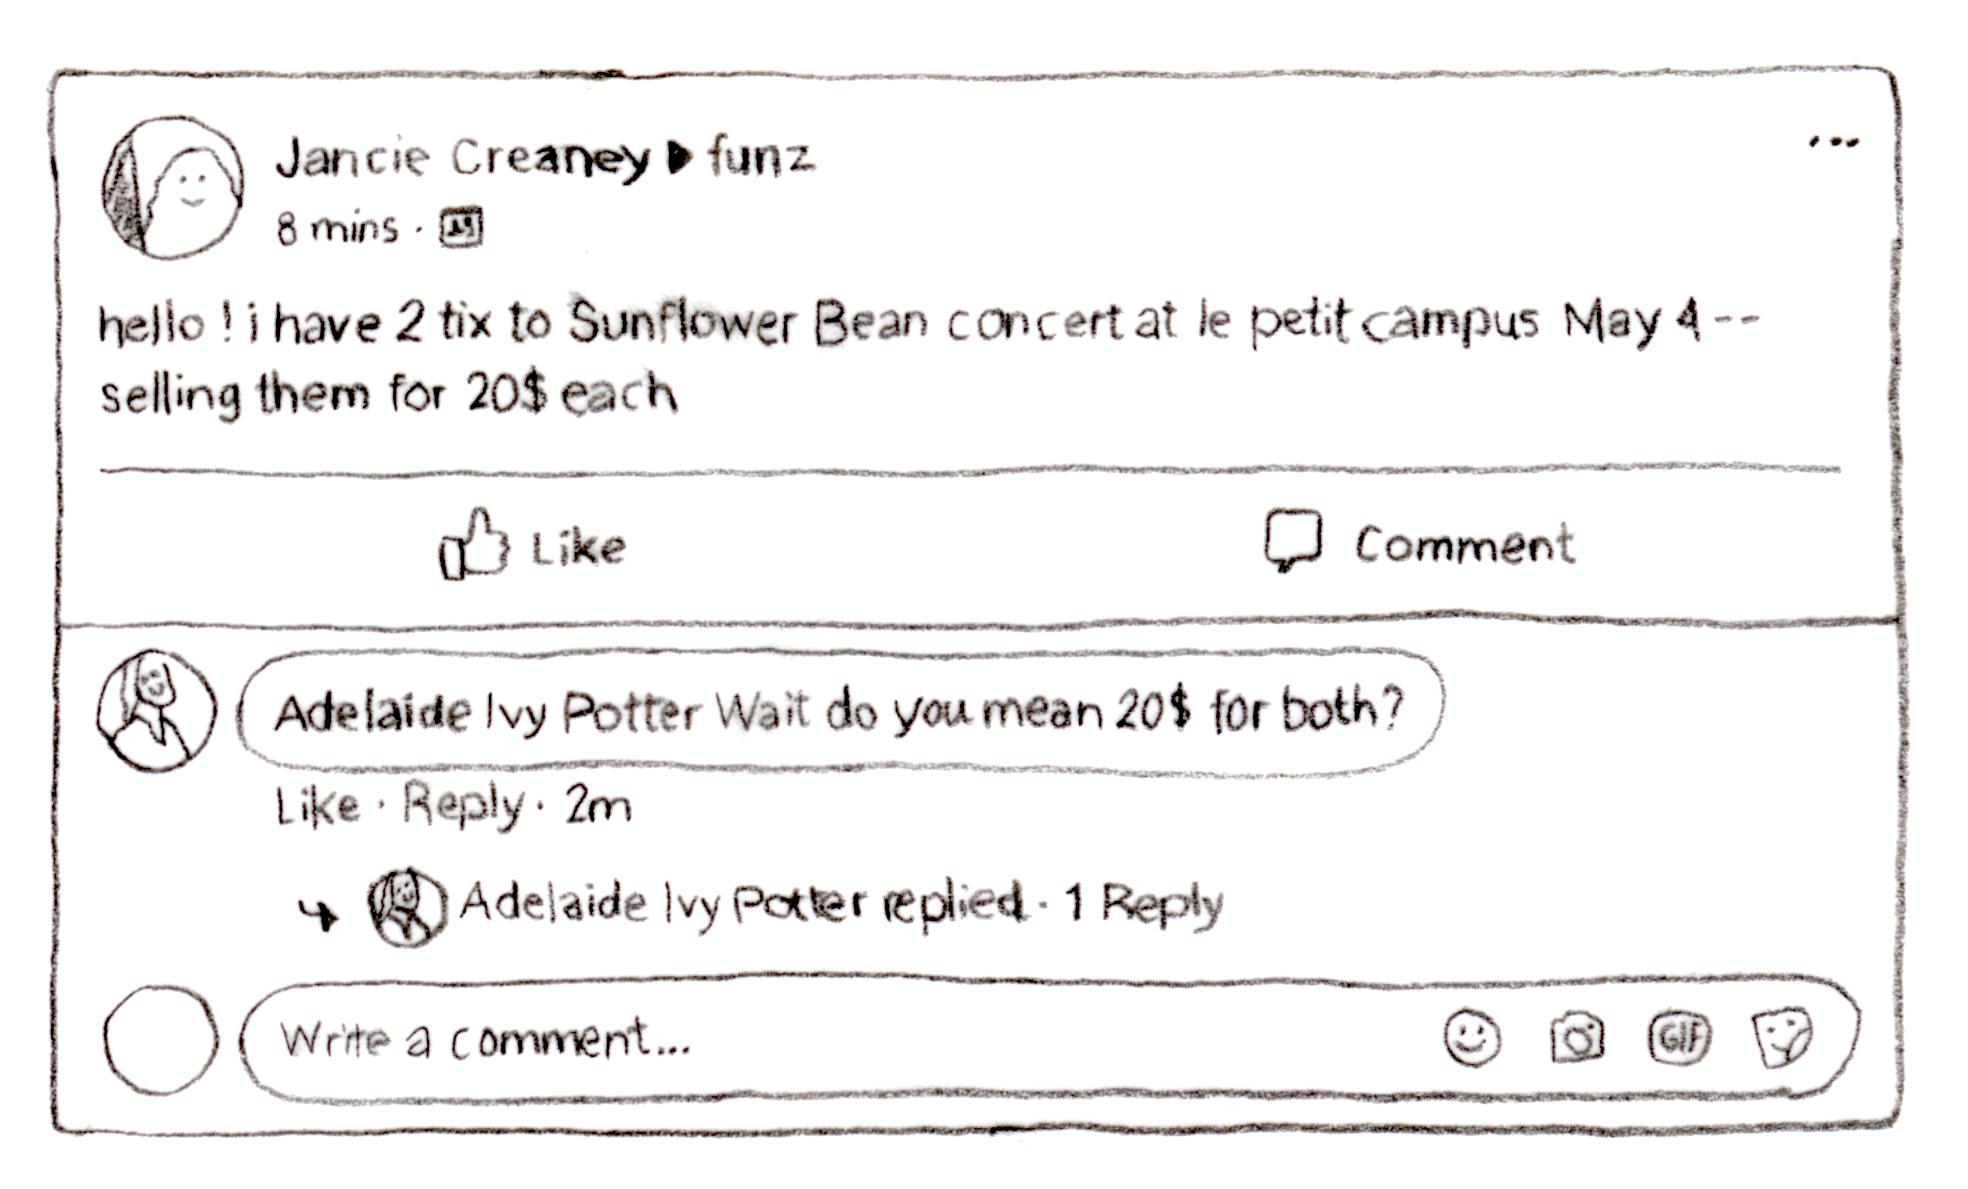 Jancie Creaney ▶ funz
...
8 mins ·
hello ! i have 2 tix to Sunflower Bean concert at le petit campus May 4 --
selling them for 20$ each
Like
Comment
Adelaide Ivy Potter Wait do you mean 20$ for both?
Like · Reply · 2m
Adelaide Ivy Potter replied · 1 Reply
Write a comment...
GIF